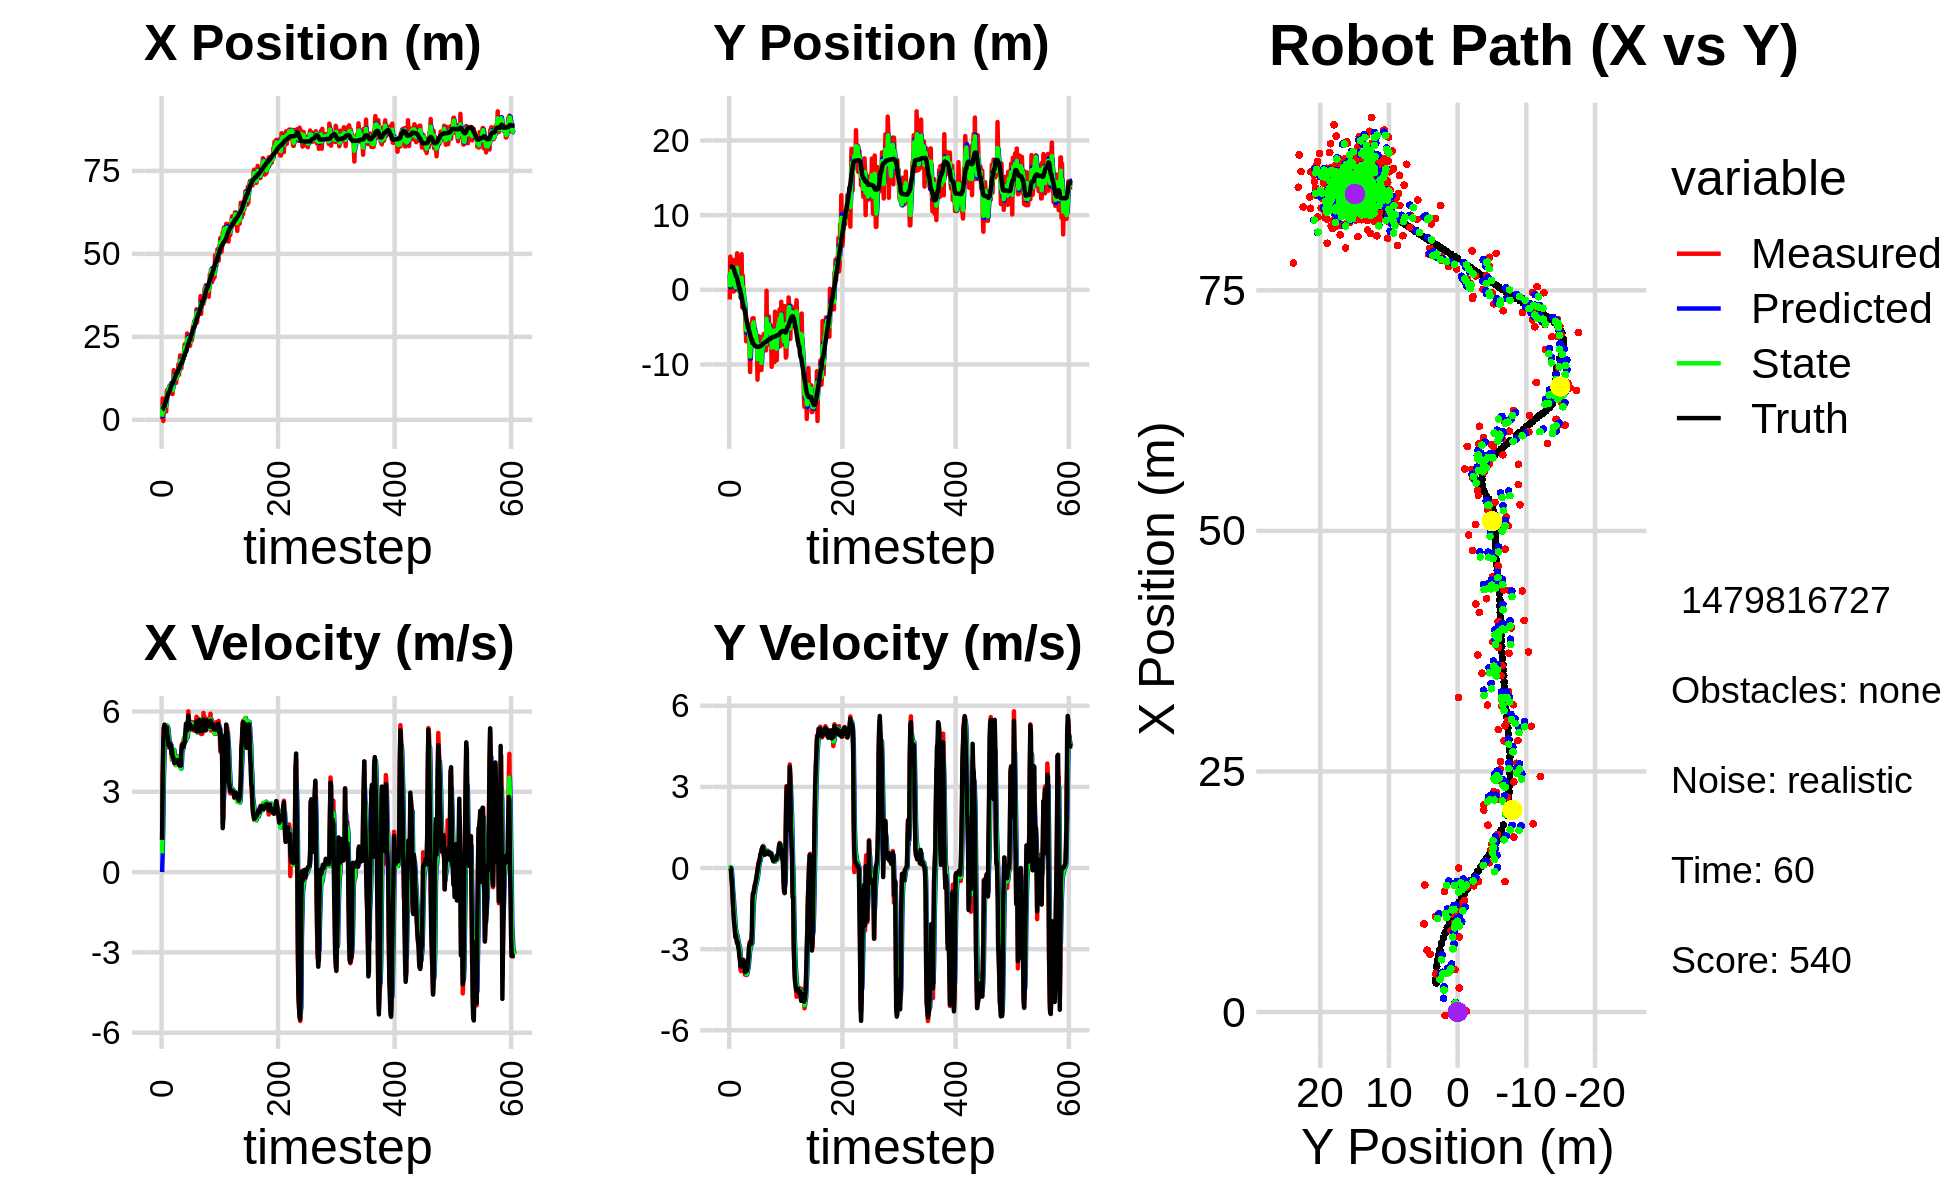 X Position (m)
75
50
25
0
0
200
400
600
timestep
Y Position (m)
20
10
0
-10
0
200
400
600
timestep
X Velocity (m/s)
6
3
0
-3
-6
0
200
400
600
timestep
Y Velocity (m/s)
6
3
0
-3
-6
0
200
400
600
timestep
Robot Path (X vs Y)
X Position (m)
75
50
25
0
20 10 0 -10 -20
Y Position (m)
variable
Measured
Predicted
State
Truth
1479816727
Obstacles: none
Noise: realistic
Time: 60
Score: 540